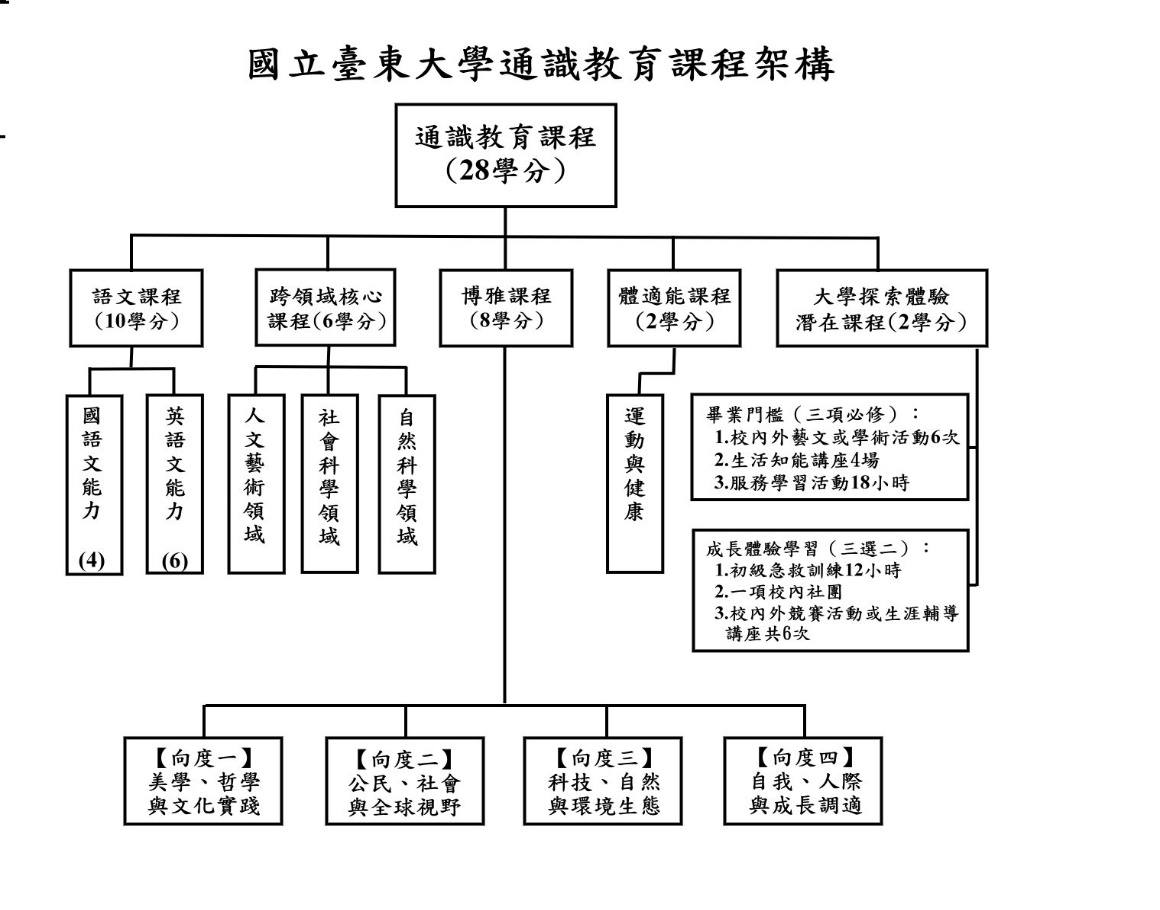 國立臺東大學通識教育課程架構
通識教育課程
(28學分)
語文課程
(10學分)
跨領域核心
課程(6學分)
博雅課程
(8學分)
體適能課程
(2學分)
大學探索體驗
潛在課程(2學分)
國語文能力
(4)
英語文能力
(6)
人文藝術領域
社會科學領域
自然科學領域
運動與健康
畢業門檻(三項必修):
1.校內外藝文或學術活動6次
2.生活知能講座4場
3.服務學習活動18小時
成長體驗學習(三選二):
1.初級急救訓練12小時
2.一項校內社團
3.校內外競賽活動或生涯輔導
講座共6次
【向度一】
美學、哲學
與文化實踐
【向度二】
公民、社會
與全球視野
【向度三】
科技、自然
與環境生態
【向度四】
自我、人際
與成長調適